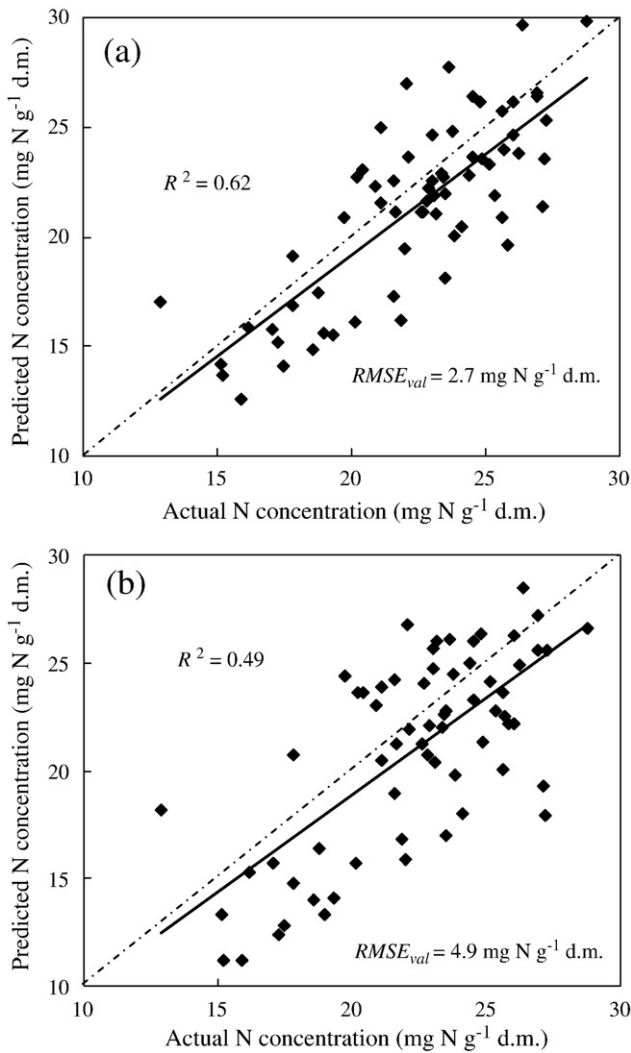 (a)
30
25
20
15
10
Predicted N concentration (mg N g⁻¹ d.m.)
R² = 0.62
RMSEval = 2.7 mg N g⁻¹ d.m.
10 15 20 25 30
Actual N concentration (mg N g⁻¹ d.m.)
(b)
30
25
20
15
10
Predicted N concentration (mg N g⁻¹ d.m.)
R² = 0.49
RMSEval = 4.9 mg N g⁻¹ d.m.
10 15 20 25 30
Actual N concentration (mg N g⁻¹ d.m.)